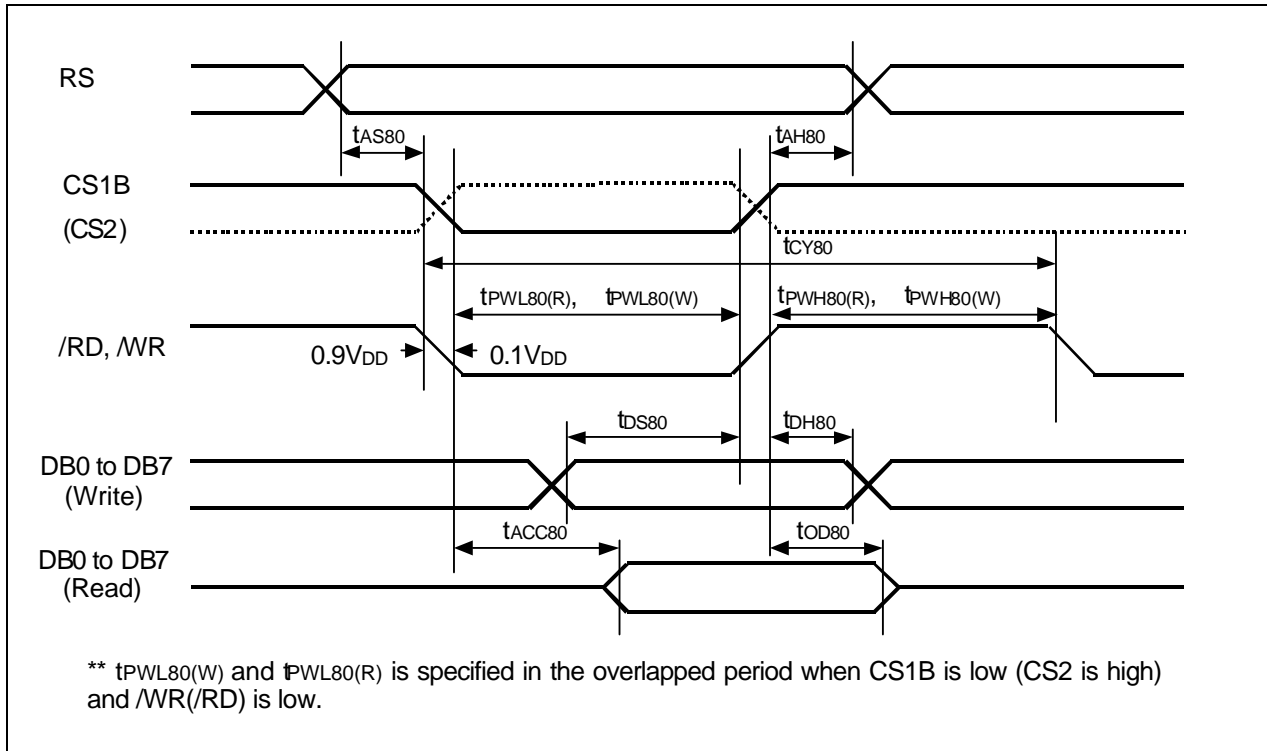 RS
tAS80
tAH80
CS1B
(CS2)
tCY80
tPWL80(R), tPWL80(W)
tPWH80(R), tPWH80(W)
/RD, /WR
0.9VDD
0.1VDD
tDS80
tDH80
DB0 to DB7
(Write)
tACC80
tOD80
DB0 to DB7
(Read)
** tPWL80(W) and tPWL80(R) is specified in the overlapped period when CS1B is low (CS2 is high)
and /WR(/RD) is low.